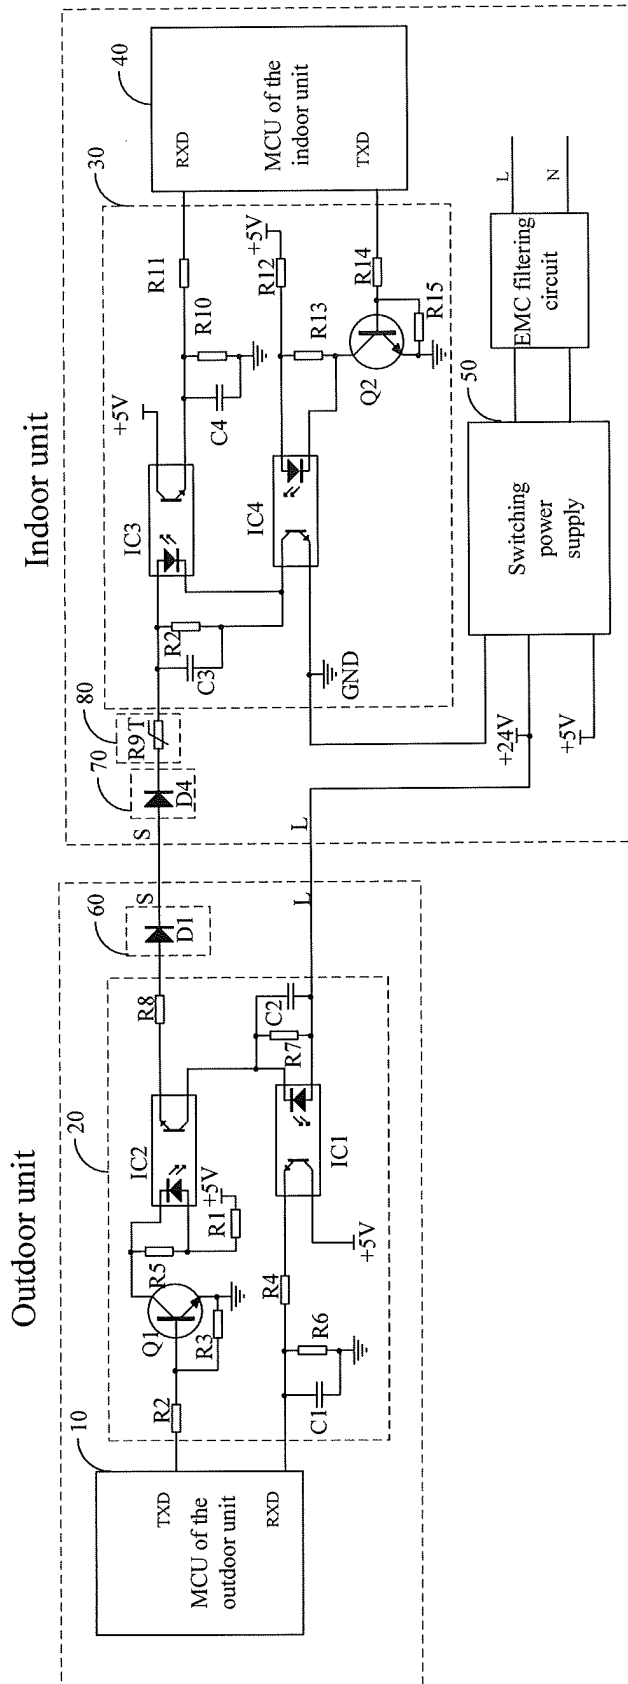 Outdoor unit
Indoor unit
10
MCU of the
outdoor unit
TXD
RXD
20
R2
Q1
R3
R5
R1
+5V
IC2
R8
C1
R6
R4
+5V
IC1
R7
C2
60
D1
S
L
S
L
70
D4
80
R9T
30
C3
R2
IC3
+5V
C4
R10
R11
GND
IC4
R13
R12
+5V
Q2
R14
R15
40
RXD
MCU of the
indoor unit
TXD
+24V
+5V
50
Switching
power
supply
EMC filtering
circuit
L
N